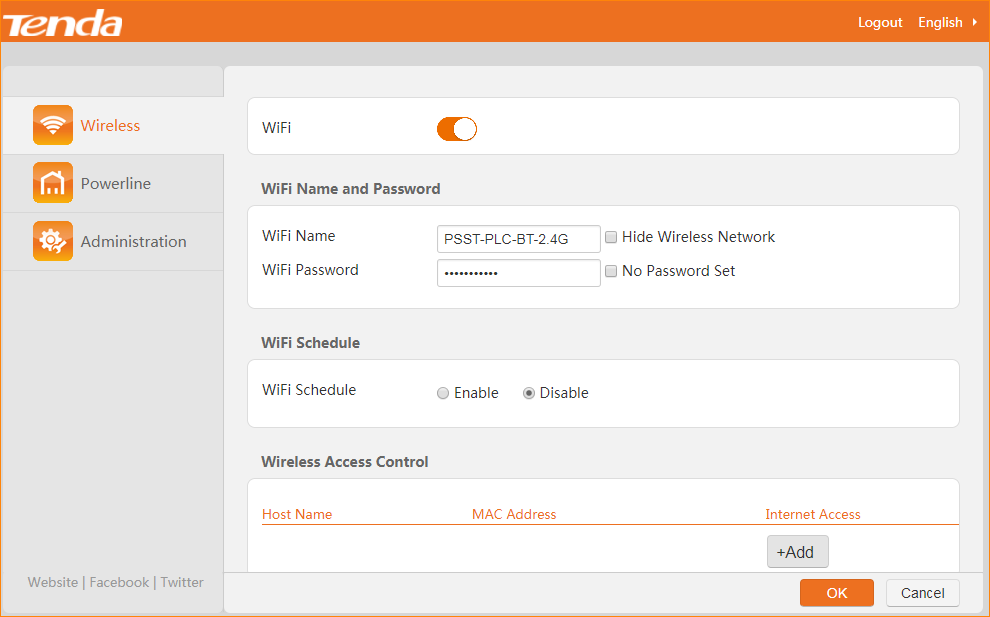 Tenda
Logout English
Wireless
Powerline
Administration
Website | Facebook | Twitter
WiFi
WiFi Name and Password
WiFi Name PSST-PLC-BT-2.4G Hide Wireless Network
WiFi Password ••••••••••• No Password Set
WiFi Schedule
WiFi Schedule Enable Disable
Wireless Access Control
Host Name MAC Address Internet Access
+Add
OK Cancel